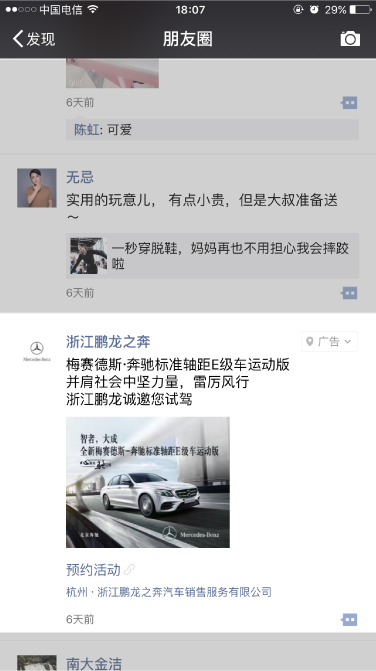 中国电信
18:07
29%
发现
朋友圈
6天前
陈虹: 可爱
无忌
实用的玩意儿， 有点小贵，但是大叔准备送
～
一秒穿脱鞋，妈妈再也不用担心我会摔跤
啦
6天前
浙江鹏龙之奔
广告
Mercedes-Benz
梅赛德斯·奔驰标准轴距E级车运动版
并肩社会中坚力量，雷厉风行
浙江鹏龙诚邀您试驾
智者，大成
全新梅赛德斯-奔驰标准轴距E级车运动版
北京奔驰
Mercedes-Benz
预约活动
杭州 · 浙江鹏龙之奔汽车销售服务有限公司
6天前
南大金洁